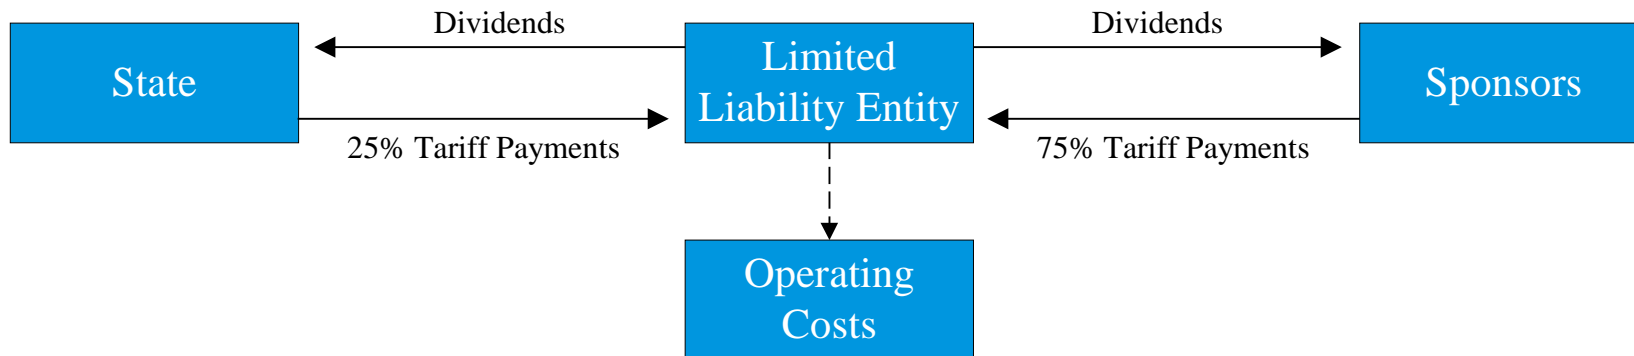 Dividends
Dividends
State
Limited
Liability Entity
Sponsors
25% Tariff Payments
75% Tariff Payments
Operating
Costs